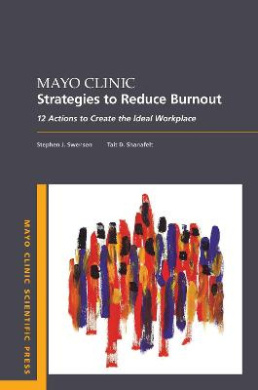 MAYO CLINIC
Strategies to Reduce Burnout
12 Actions to Create the Ideal Workplace
Stephen J. Swensen Tait D. Shanafelt
MAYO CLINIC SCIENTIFIC PRESS